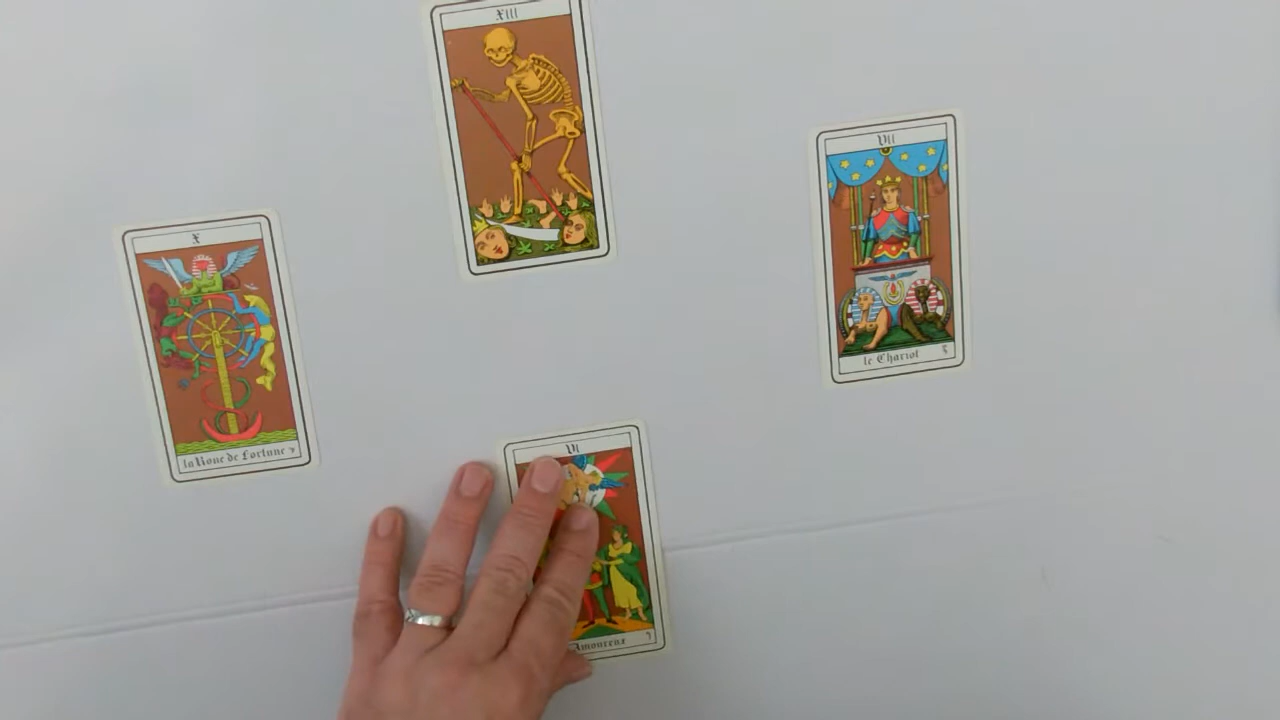 XIII
VII
le Chariot
X
la Roue de Fortune
VI
Amoureux